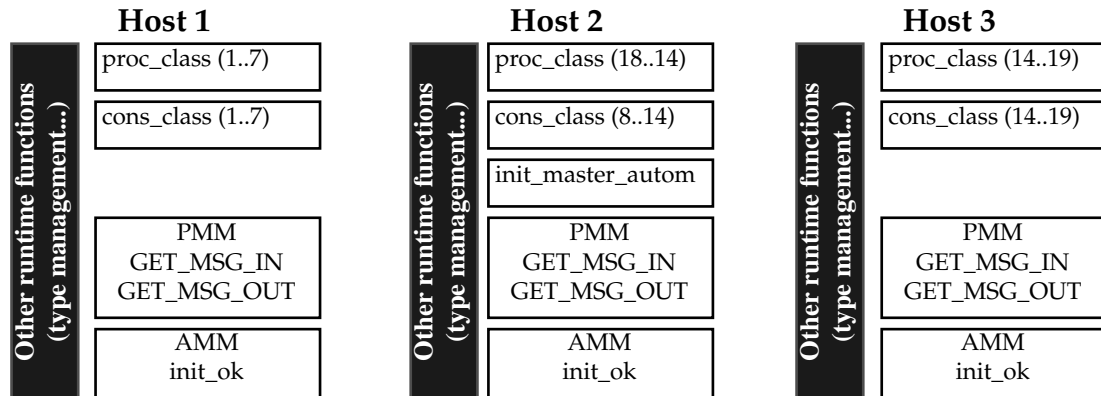 Host 1
Other runtime functions
(type management...)
proc_class (1..7)
cons_class (1..7)
PMM
GET_MSG_IN
GET_MSG_OUT
AMM
init_ok
Host 2
Other runtime functions
(type management...)
proc_class (18..14)
cons_class (8..14)
init_master_autom
PMM
GET_MSG_IN
GET_MSG_OUT
AMM
init_ok
Host 3
Other runtime functions
(type management...)
proc_class (14..19)
cons_class (14..19)
PMM
GET_MSG_IN
GET_MSG_OUT
AMM
init_ok